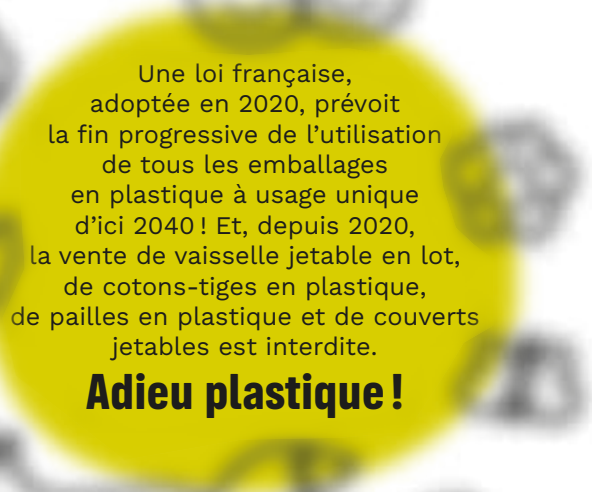 Une loi française,
adoptée en 2020, prévoit
la fin progressive de l’utilisation
de tous les emballages
en plastique à usage unique
d’ici 2040 ! Et, depuis 2020,
la vente de vaisselle jetable en lot,
de cotons-tiges en plastique,
de pailles en plastique et de couverts
jetables est interdite.
Adieu plastique !